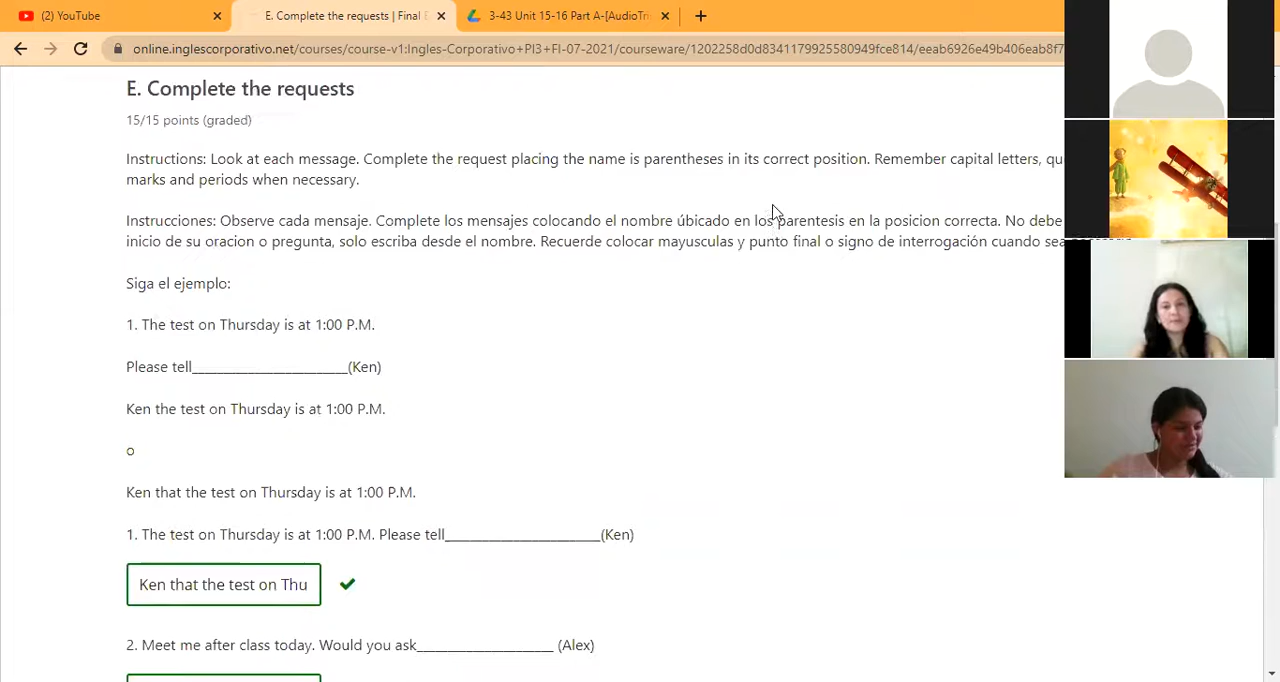 (2) YouTube
E. Complete the requests | Final E
3-43 Unit 15-16 Part A-[AudioTri
online.inglescorporativo.net/courses/course-v1:Ingles-Corporativo+PI3+FI-07-2021/courseware/1202258d0d8341179925580949fce814/eeab6926e49b406eab8f7
E. Complete the requests
15/15 points (graded)
Instructions: Look at each message. Complete the request placing the name is parentheses in its correct position. Remember capital letters, qu
marks and periods when necessary.
Instrucciones: Observe cada mensaje. Complete los mensajes colocando el nombre úbicado en los parentesis en la posicion correcta. No debe
inicio de su oracion o pregunta, solo escriba desde el nombre. Recuerde colocar mayusculas y punto final o signo de interrogación cuando sea
Siga el ejemplo:
1. The test on Thursday is at 1:00 P.M.
Please tell____________________(Ken)
Ken the test on Thursday is at 1:00 P.M.
o
Ken that the test on Thursday is at 1:00 P.M.
1. The test on Thursday is at 1:00 P.M. Please tell____________________(Ken)
Ken that the test on Thu
2. Meet me after class today. Would you ask__________________ (Alex)